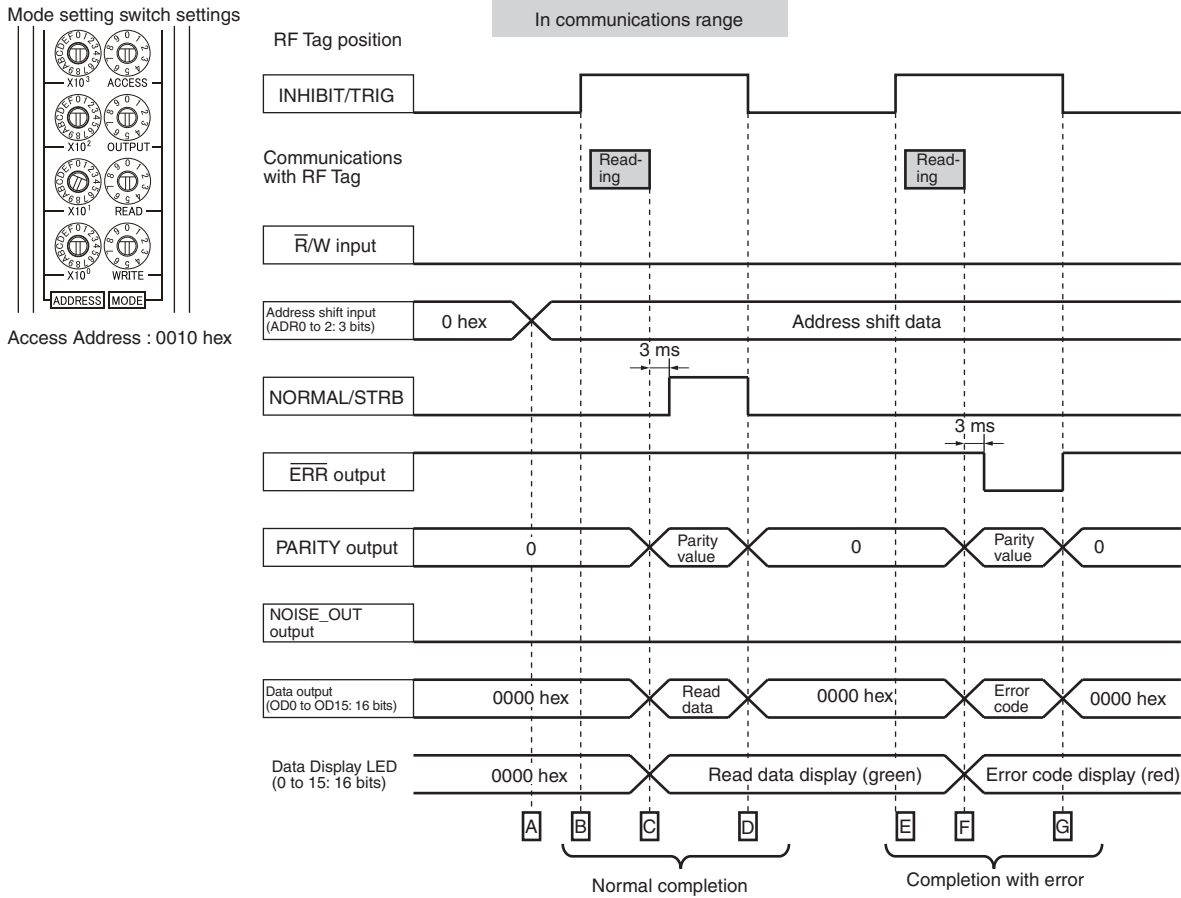 Mode setting switch settings
X10³ ACCESS
X10² OUTPUT
X10¹ READ
X10⁰ WRITE
ADDRESS MODE
Access Address : 0010 hex
In communications range
RF Tag position
INHIBIT/TRIG
Communications
with RF Tag
Read-
ing
Read-
ing
R̅/W input
Address shift input
(ADR0 to 2: 3 bits)
0 hex
Address shift data
3 ms
NORMAL/STRB
3 ms
E̅R̅R̅ output
PARITY output
0
Parity
value
0
Parity
value
0
NOISE_OUT
output
Data output
(OD0 to OD15: 16 bits)
0000 hex
Read
data
0000 hex
Error
code
0000 hex
Data Display LED
(0 to 15: 16 bits)
0000 hex
Read data display (green)
Error code display (red)
A B C D E F G
Normal completion
Completion with error